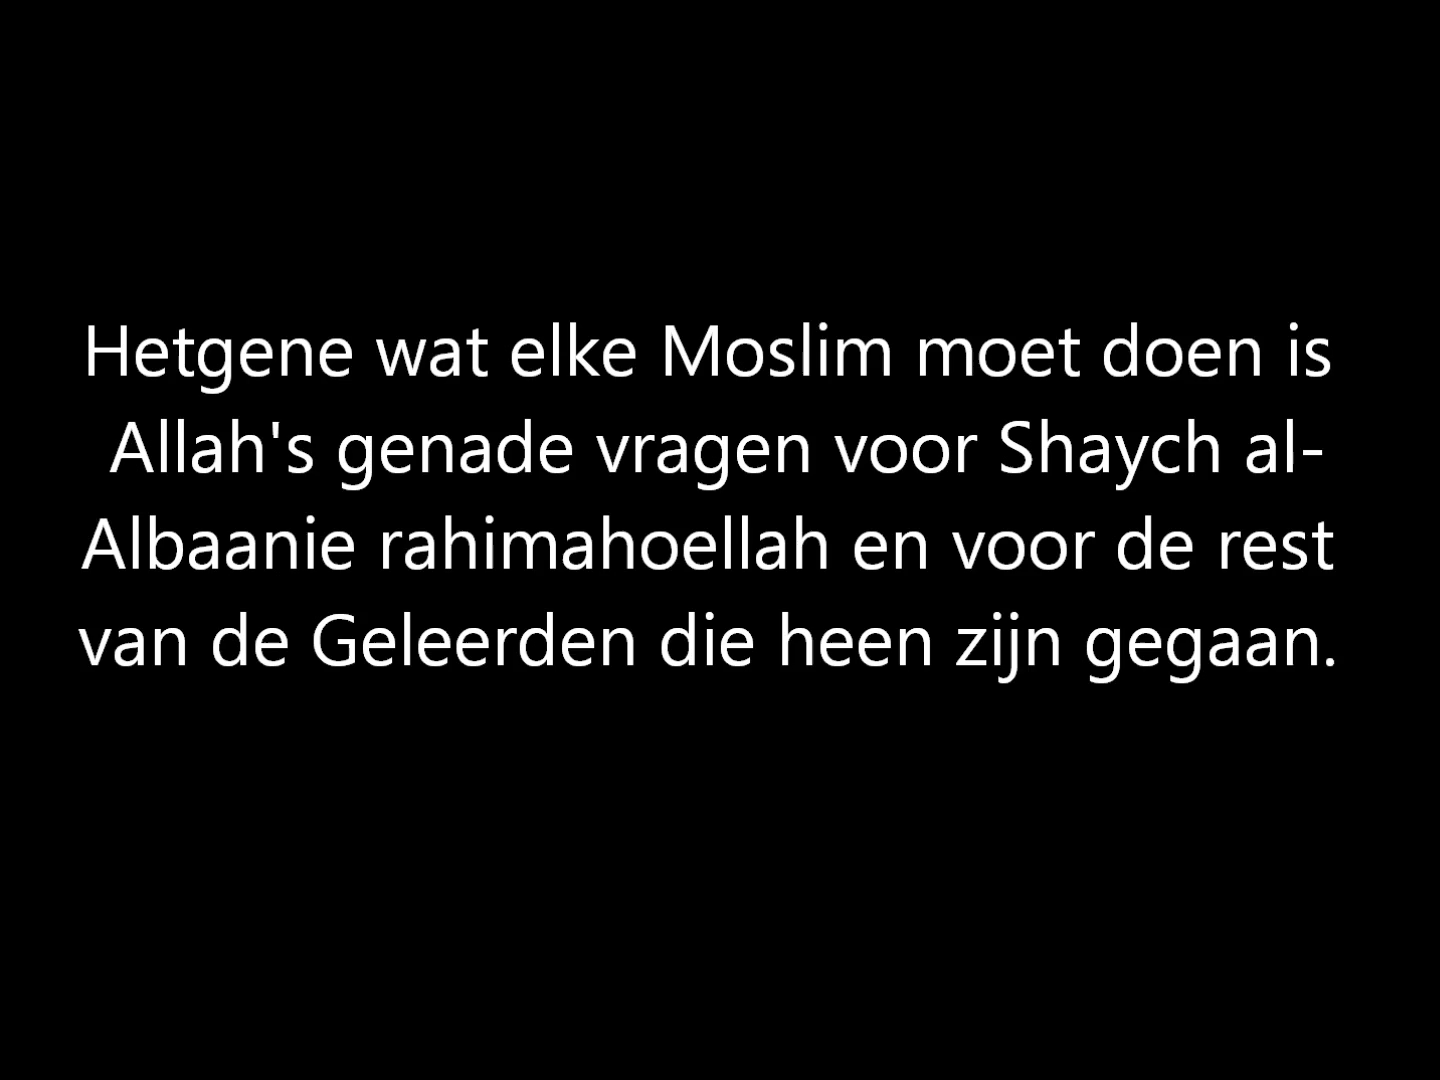 Hetgene wat elke Moslim moet doen is
Allah's genade vragen voor Shaych al-
Albaanie rahimahoellah en voor de rest
van de Geleerden die heen zijn gegaan.